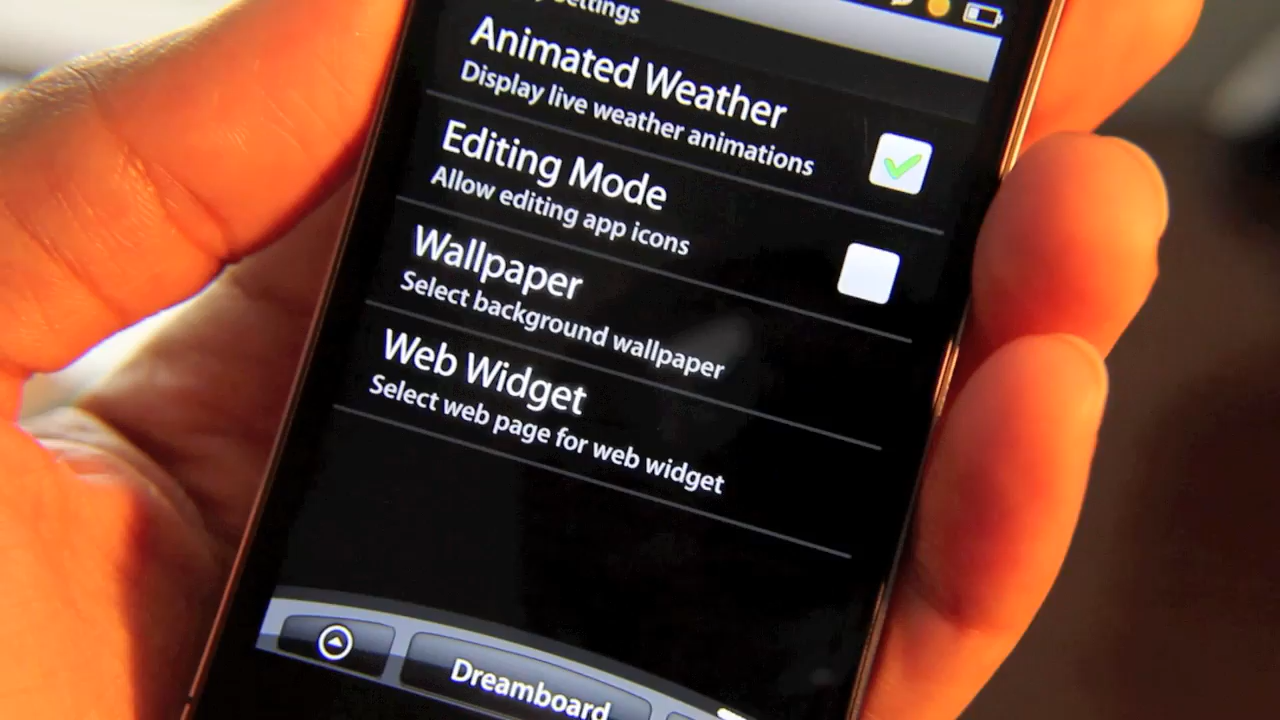 Settings
Animated Weather
Display live weather animations
Editing Mode
Allow editing app icons
Wallpaper
Select background wallpaper
Web Widget
Select web page for web widget
Dreamboard